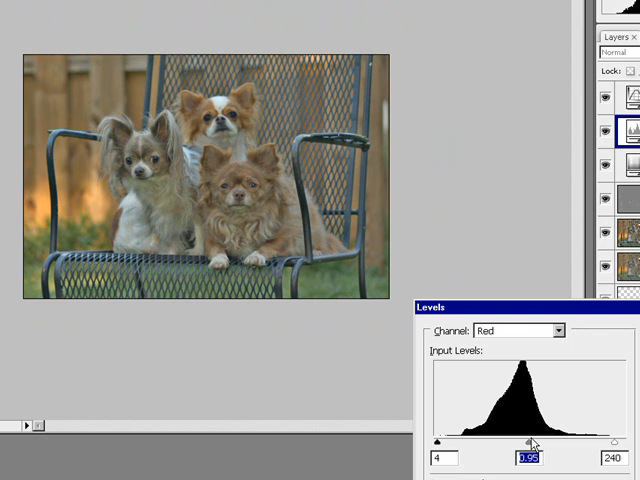 Layers ×
Normal
Lock:
Levels
Channel: Red
Input Levels:
4 0.95 240